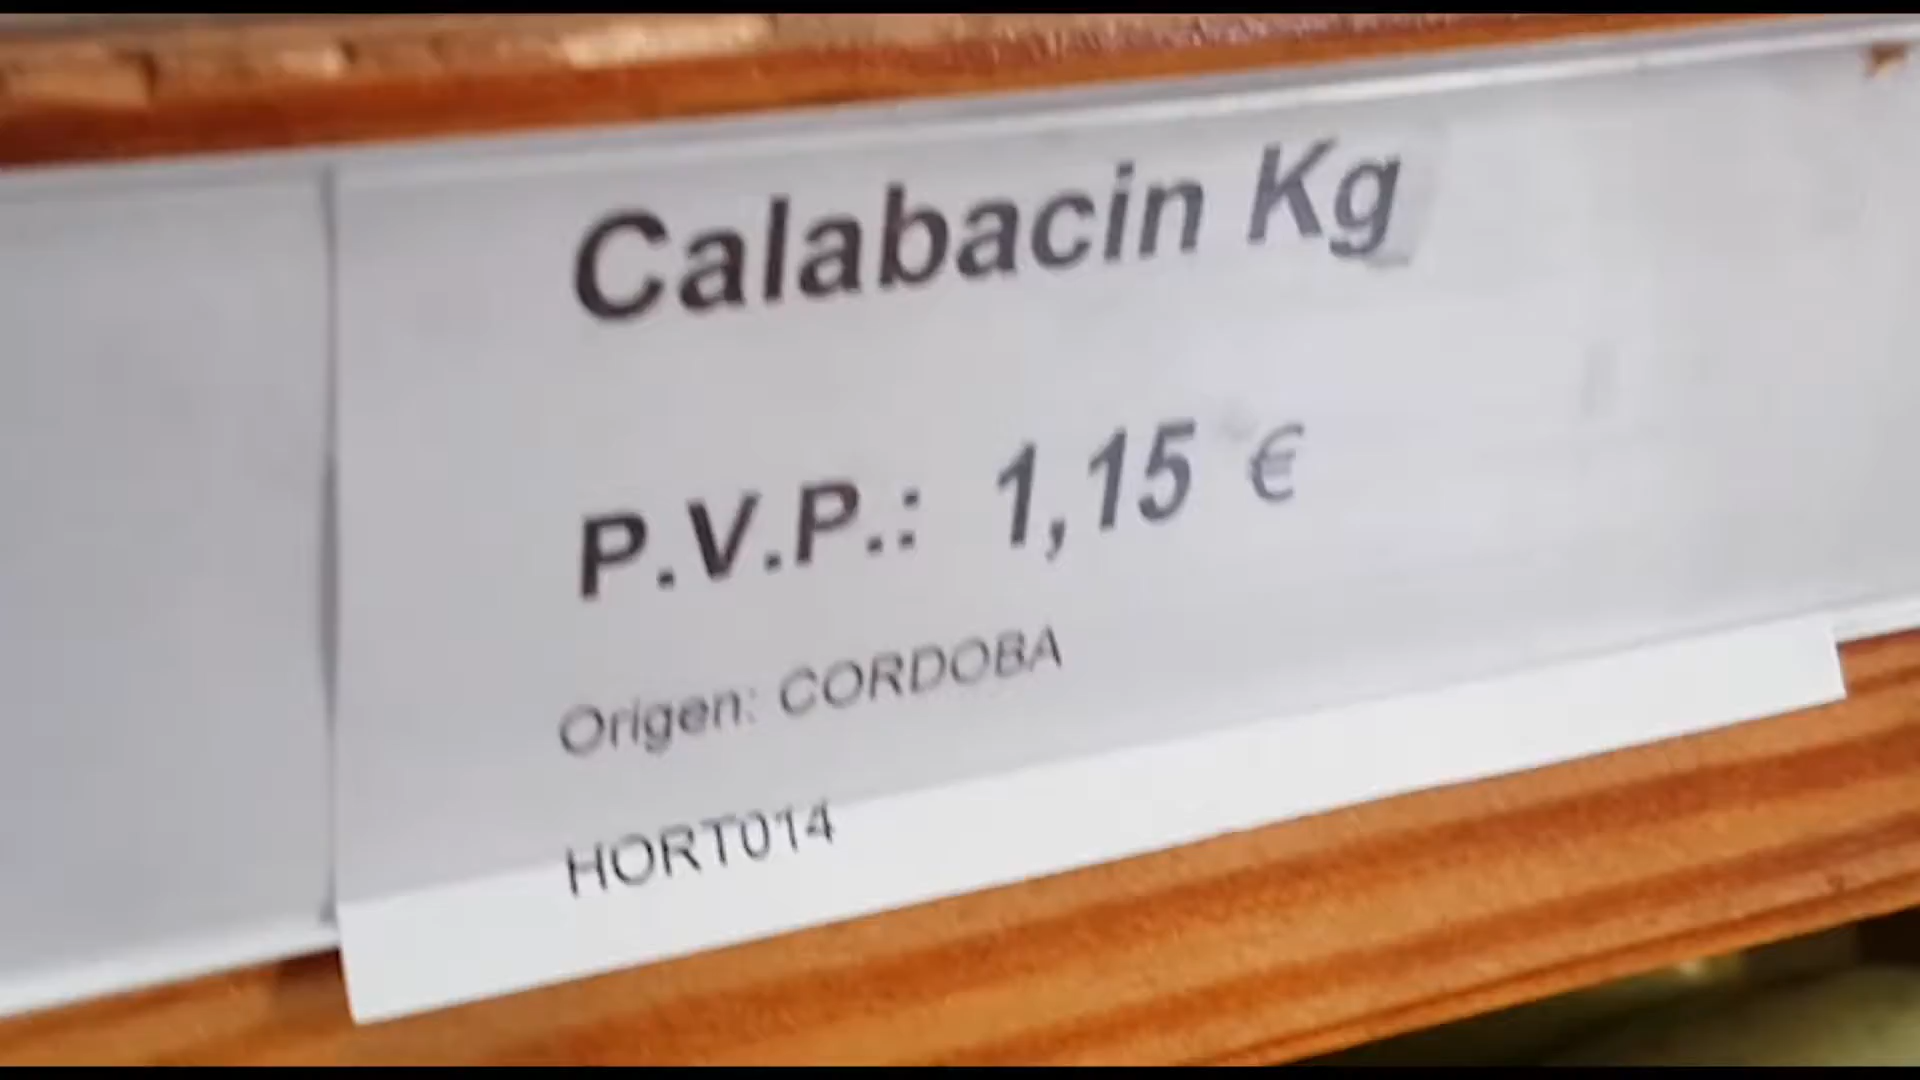 Calabacin Kg
P.V.P.: 1,15 €
Origen: CORDOBA
HORT014